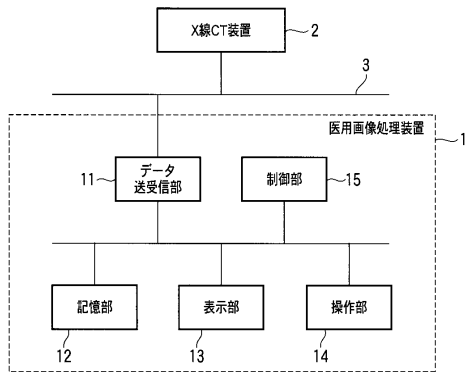 X線CT装置
2
3
医用画像処理装置
1
11
データ
送受信部
制御部
15
記憶部
表示部
操作部
12
13
14